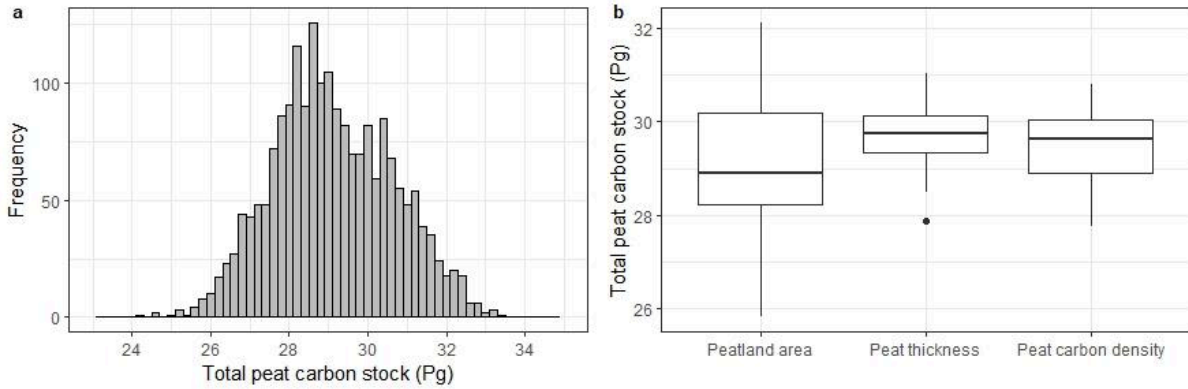 a
Frequency
100
50
0
24 26 28 30 32 34
Total peat carbon stock (Pg)
b
Total peat carbon stock (Pg)
32
30
28
26
Peatland area Peat thickness Peat carbon density